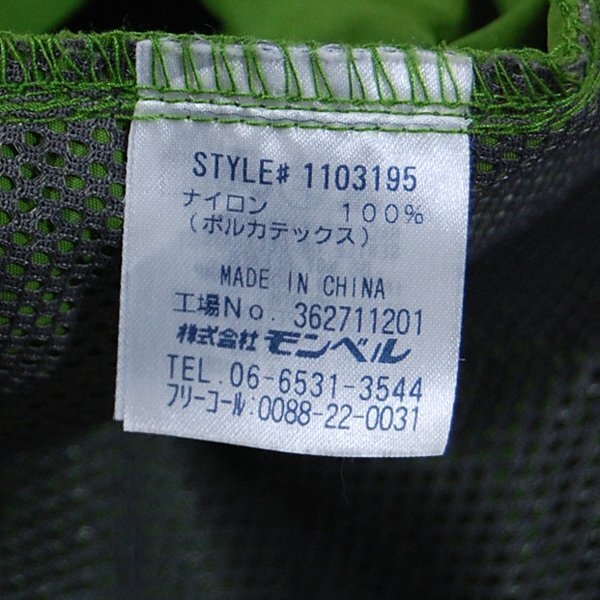 STYLE# 1103195
ナイロン 100%
(ポルカテックス)
MADE IN CHINA
工場No. 362711201
株式会社 モンベル
TEL. 06-6531-3544
フリーコール:0088-22-0031